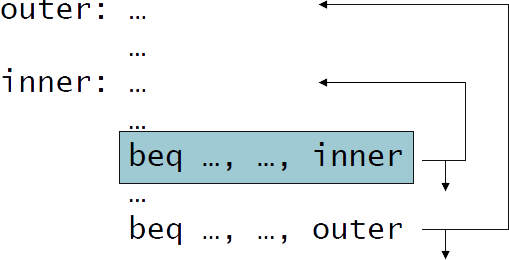 outer: …
…
inner: …
…
beq …, …, inner
…
beq …, …, outer